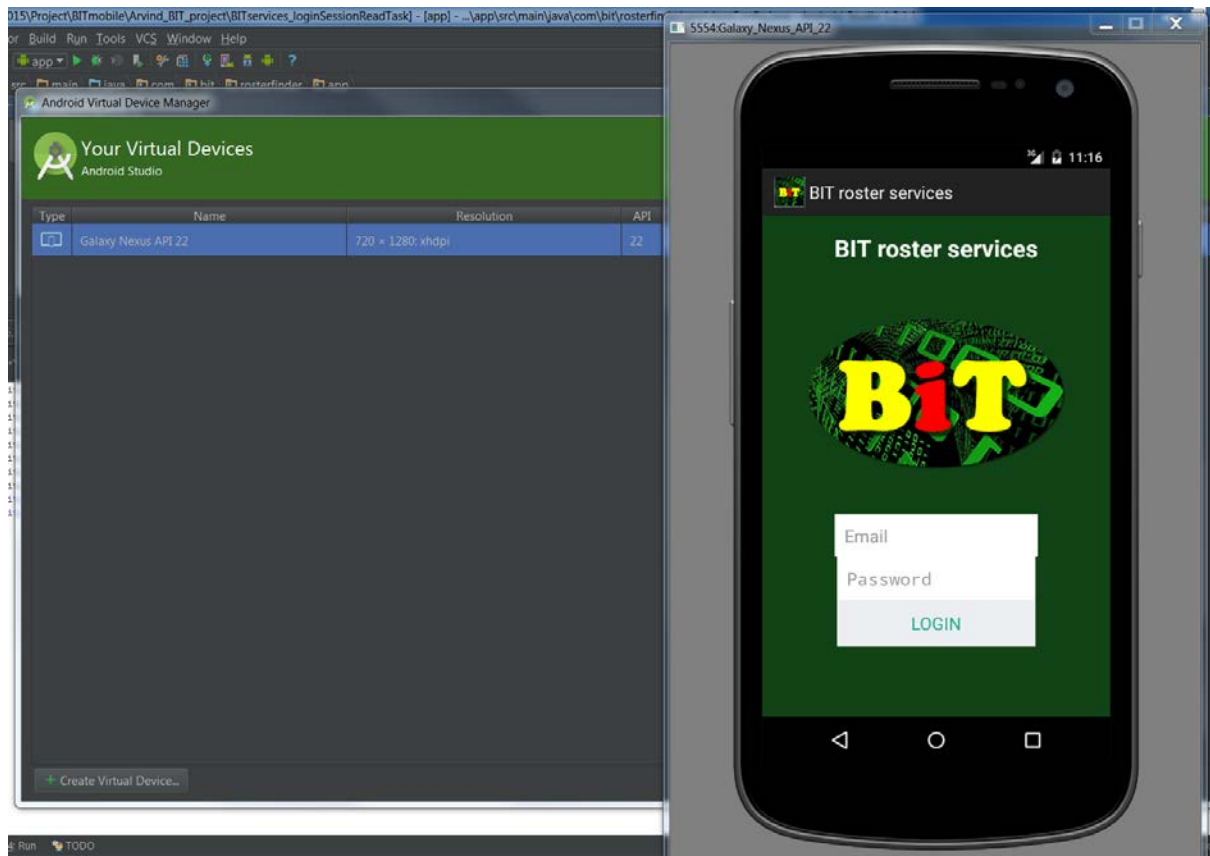 015\Project\BITmobile\Arvind_BIT_project\BITservices_loginSessionReadTask] - [app] - ...\app\src\main\java\com\bit\rosterfin
Build Run Tools VCS Window Help
app
src main java com bit rosterfinder app
Android Virtual Device Manager
Your Virtual Devices
Android Studio
Type Name Resolution API
Galaxy Nexus API 22 720 × 1280: xhdpi 22
+ Create Virtual Device...
4: Run TODO
5554:Galaxy_Nexus_API_22
3G 11:16
BiT BIT roster services
BIT roster services
BiT
Email
Password
LOGIN